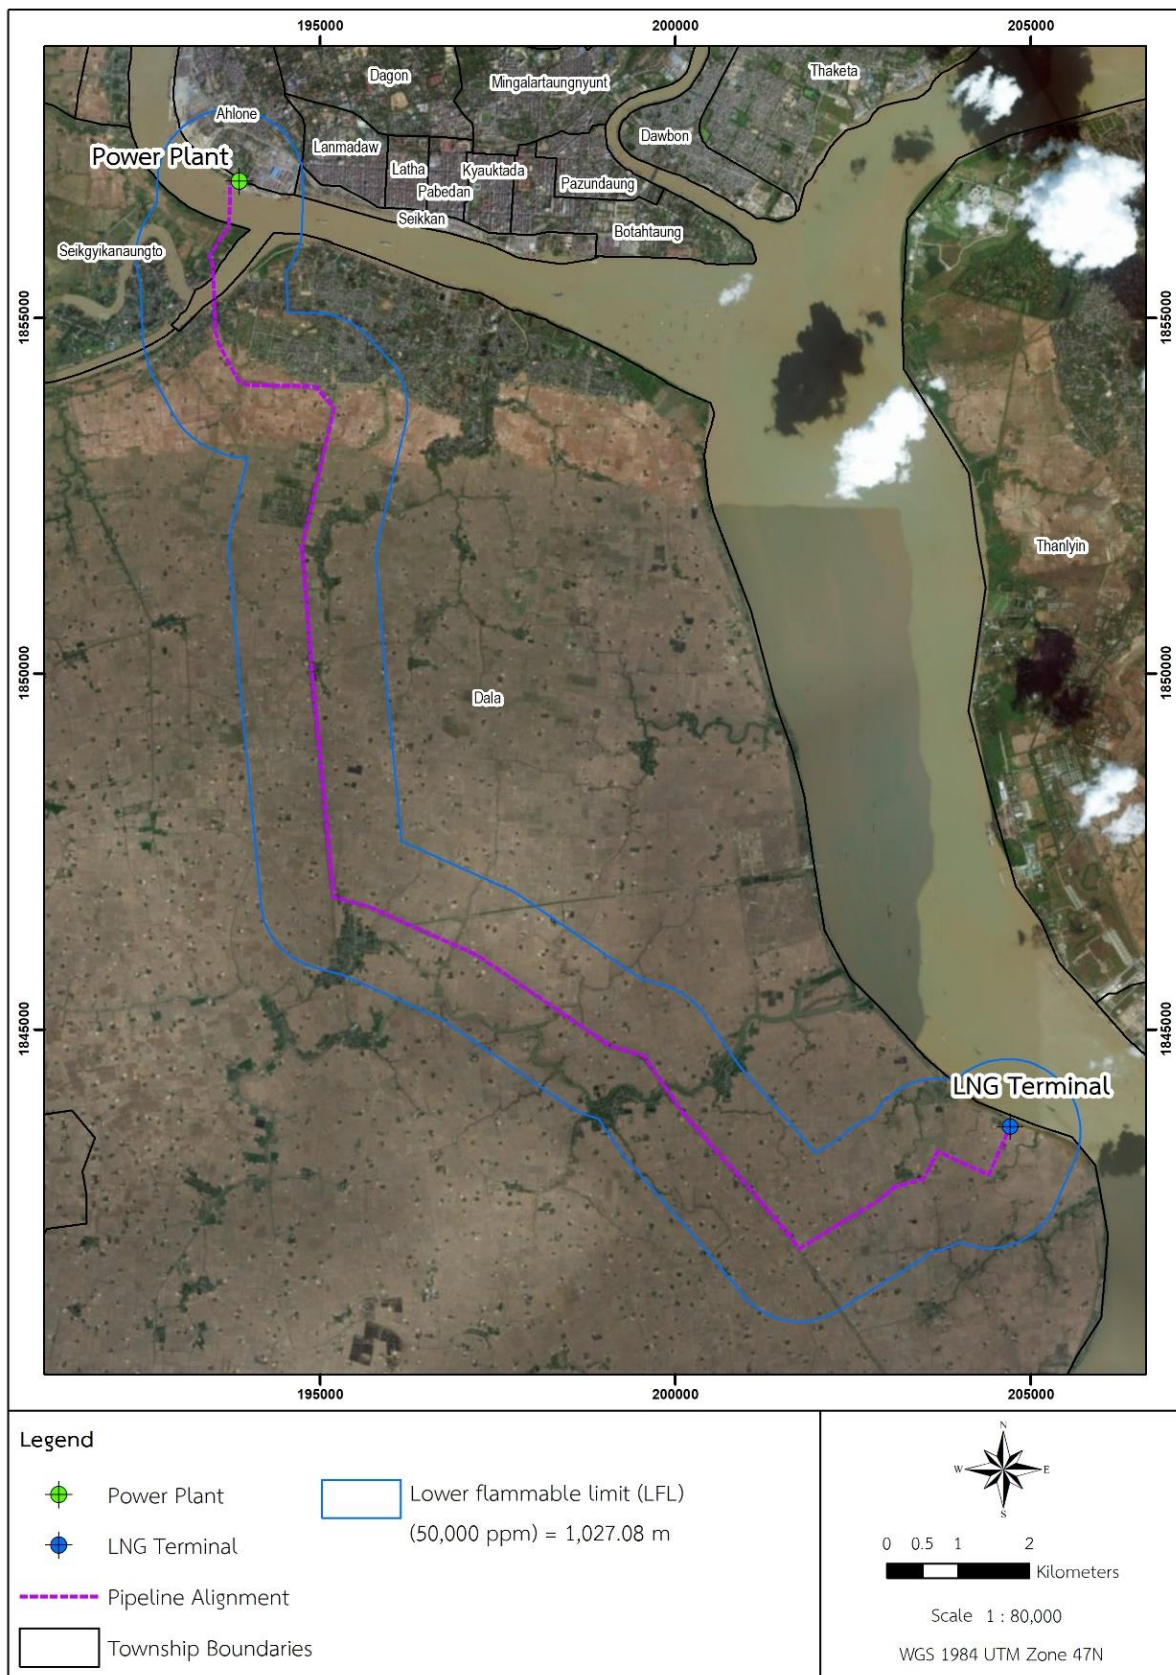 195000
200000
205000
Dagon
Mingalartaungnyunt
Thaketa
Ahlone
Lanmadaw
Dawbon
Power Plant
Latha
Kyauktada
Pazundaung
Pabedan
Seikkan
Botahtaung
Seikgyikanaungto
1855000
1855000
Thanlyin
1850000
1850000
Dala
1845000
1845000
LNG Terminal
195000
200000
205000
Legend
Power Plant
LNG Terminal
Pipeline Alignment
Township Boundaries
Lower flammable limit (LFL)
(50,000 ppm) = 1,027.08 m
N
W
E
S
0 0.5 1 2
Kilometers
Scale 1 : 80,000
WGS 1984 UTM Zone 47N